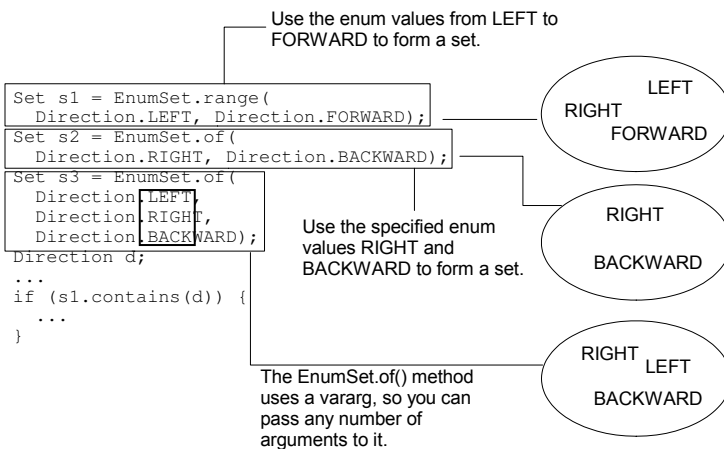 Use the enum values from LEFT to
FORWARD to form a set.
Set s1 = EnumSet.range(
  Direction.LEFT, Direction.FORWARD);
Set s2 = EnumSet.of(
  Direction.RIGHT, Direction.BACKWARD);
Set s3 = EnumSet.of(
  Direction.LEFT,
  Direction.RIGHT,
  Direction.BACKWARD);
Direction d;
...
if (s1.contains(d)) {
  ...
}
LEFT
RIGHT
FORWARD
Use the specified enum
values RIGHT and
BACKWARD to form a set.
RIGHT
BACKWARD
The EnumSet.of() method
uses a vararg, so you can
pass any number of
arguments to it.
RIGHT
LEFT
BACKWARD